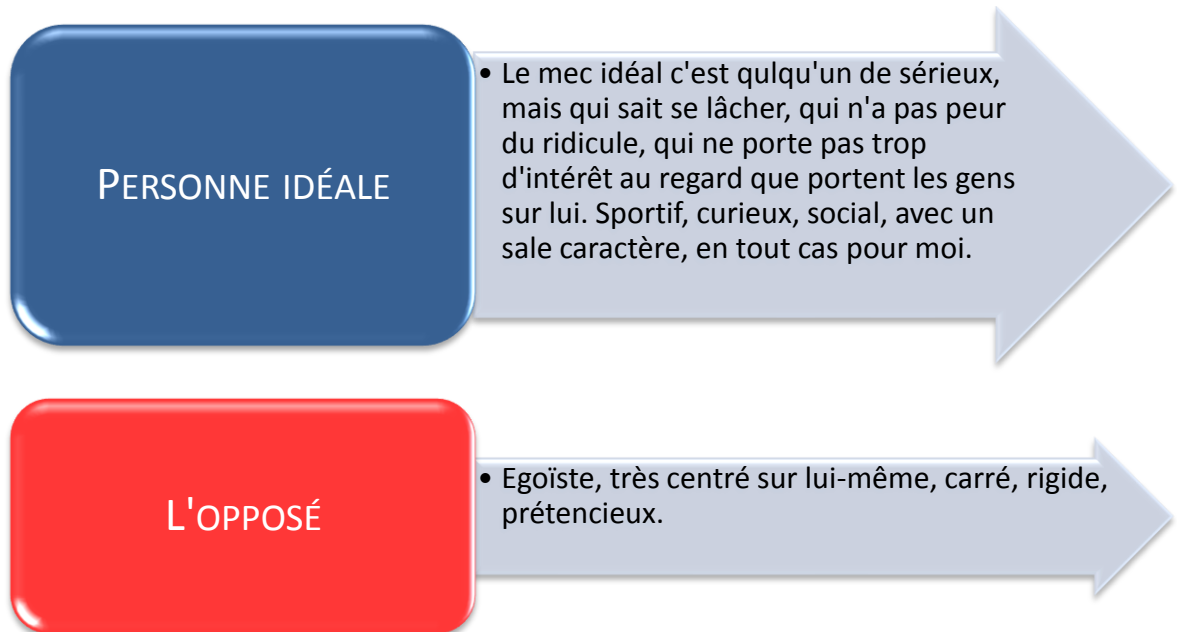 PERSONNE IDÉALE
• Le mec idéal c'est qulqu'un de sérieux,
mais qui sait se lâcher, qui n'a pas peur
du ridicule, qui ne porte pas trop
d'intérêt au regard que portent les gens
sur lui. Sportif, curieux, social, avec un
sale caractère, en tout cas pour moi.
L'OPPOSÉ
• Egoïste, très centré sur lui-même, carré, rigide,
prétencieux.